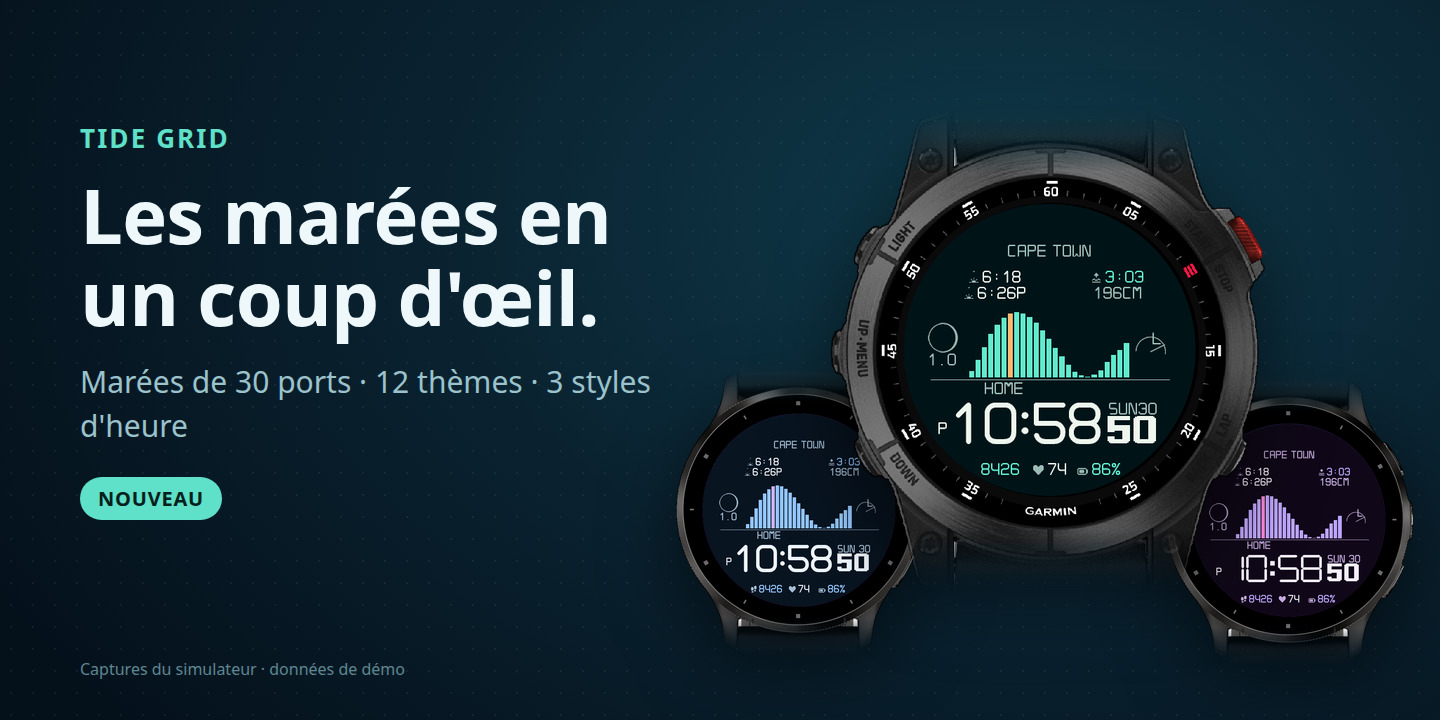 TIDE GRID
Les marées en
un coup d'œil.
Marées de 30 ports · 12 thèmes · 3 styles
d'heure
NOUVEAU
Captures du simulateur · données de démo
60
55
05
50
45
15
40
20
35
25
LIGHT
UP·MENU
DOWN
STOP
LAP
GARMIN
CAPE TOWN
6:18 3:03
6:26P 196CM
1.0
HOME
P 10:58 SUN30
50
8426 74 86%
CAPE TOWN
6:18 3:03
6:26P 196CM
1.0
HOME
P 10:58 SUN 30
50
8426 74 86%
CAPE TOWN
6:18 3:03
6:26P 196CM
1.0
HOME
P 10:58 SUN 30
50
8426 74 86%